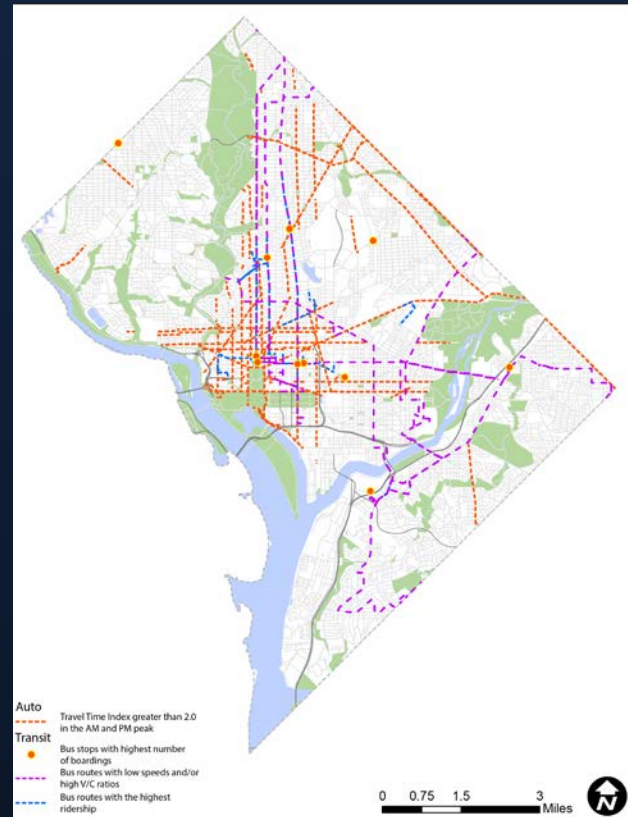 Auto
Travel Time Index greater than 2.0
in the AM and PM peak
Transit
Bus stops with highest number
of boardings
Bus routes with low speeds and/or
high V/C ratios
Bus routes with the highest
ridership
0 0.75 1.5 3
Miles
N